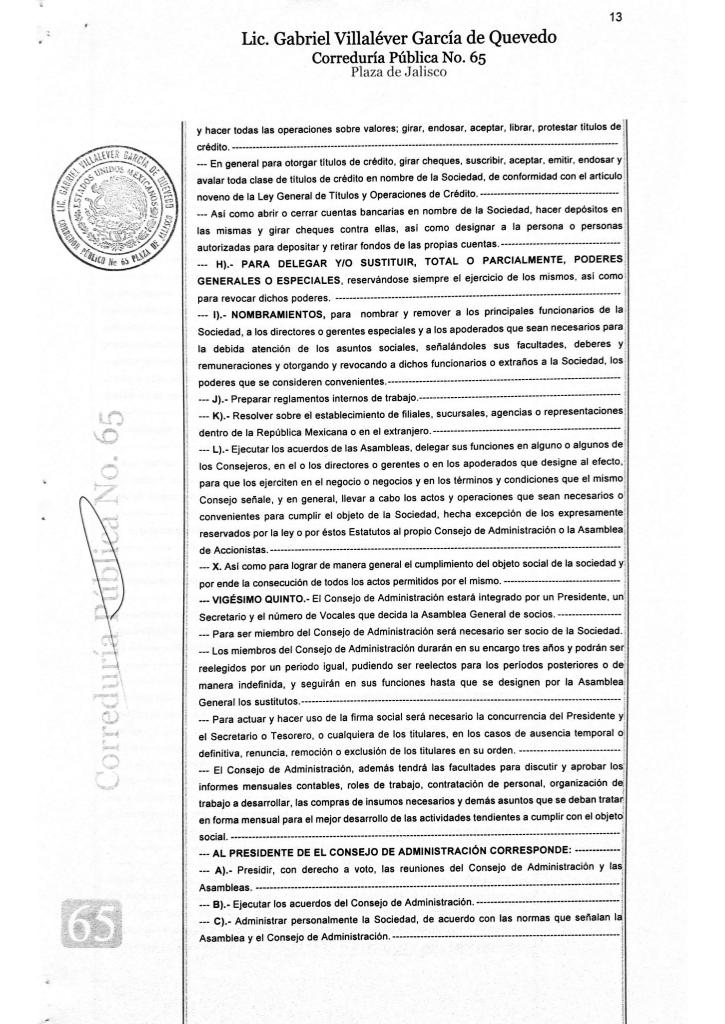 13
Lic. Gabriel Villaléver García de Quevedo
Correduría Pública No. 65
Plaza de Jalisco
y hacer todas las operaciones sobre valores; girar, endosar, aceptar, librar, protestar títulos de
crédito. ------------------------------------------------------------
--- En general para otorgar títulos de crédito, girar cheques, suscribir, aceptar, emitir, endosar y
avalar toda clase de títulos de crédito en nombre de la Sociedad, de conformidad con el artículo
noveno de la Ley General de Títulos y Operaciones de Crédito. ------------------------------
--- Así como abrir o cerrar cuentas bancarias en nombre de la Sociedad, hacer depósitos en
las mismas y girar cheques contra ellas, así como designar a la persona o personas
autorizadas para depositar y retirar fondos de las propias cuentas.------------------------------
--- H).- PARA DELEGAR Y/O SUSTITUIR, TOTAL O PARCIALMENTE, PODERES
GENERALES O ESPECIALES, reservándose siempre el ejercicio de los mismos, así como
para revocar dichos poderes. ------------------------------------------------------------
--- I).- NOMBRAMIENTOS, para nombrar y remover a los principales funcionarios de la
Sociedad, a los directores o gerentes especiales y a los apoderados que sean necesarios para
la debida atención de los asuntos sociales, señalándoles sus facultades, deberes y
remuneraciones y otorgando y revocando a dichos funcionarios o extraños a la Sociedad, los
poderes que se consideren convenientes.------------------------------------------------------------
--- J).- Preparar reglamentos internos de trabajo.--------------------------------------------------
--- K).- Resolver sobre el establecimiento de filiales, sucursales, agencias o representaciones
dentro de la República Mexicana o en el extranjero.--------------------------------------------------
--- L).- Ejecutar los acuerdos de las Asambleas, delegar sus funciones en alguno o algunos de
los Consejeros, en el o los directores o gerentes o en los apoderados que designe al efecto,
para que los ejerciten en el negocio o negocios y en los términos y condiciones que el mismo
Consejo señale, y en general, llevar a cabo los actos y operaciones que sean necesarios o
convenientes para cumplir el objeto de la Sociedad, hecha excepción de los expresamente
reservados por la ley o por éstos Estatutos al propio Consejo de Administración o la Asamblea
de Accionistas.------------------------------------------------------------
--- X. Así como para lograr de manera general el cumplimiento del objeto social de la sociedad y
por ende la consecución de todos los actos permitidos por el mismo. ------------------------------
--- VIGÉSIMO QUINTO.- El Consejo de Administración estará integrado por un Presidente, un
Secretario y el número de Vocales que decida la Asamblea General de socios. ------------------
--- Para ser miembro del Consejo de Administración será necesario ser socio de la Sociedad.
--- Los miembros del Consejo de Administración durarán en su encargo tres años y podrán ser
reelegidos por un periodo igual, pudiendo ser reelectos para los períodos posteriores o de
manera indefinida, y seguirán en sus funciones hasta que se designen por la Asamblea
General los sustitutos.------------------------------------------------------------
--- Para actuar y hacer uso de la firma social será necesario la concurrencia del Presidente y
el Secretario o Tesorero, o cualquiera de los titulares, en los casos de ausencia temporal o
definitiva, renuncia, remoción o exclusión de los titulares en su orden. --------------------------
--- El Consejo de Administración, además tendrá las facultades para discutir y aprobar los
informes mensuales contables, roles de trabajo, contratación de personal, organización de
trabajo a desarrollar, las compras de insumos necesarios y demás asuntos que se deban tratar
en forma mensual para el mejor desarrollo de las actividades tendientes a cumplir con el objeto
social. ------------------------------------------------------------
--- AL PRESIDENTE DE EL CONSEJO DE ADMINISTRACIÓN CORRESPONDE: ------------
--- A).- Presidir, con derecho a voto, las reuniones del Consejo de Administración y las
Asambleas. ------------------------------------------------------------
--- B).- Ejecutar los acuerdos del Consejo de Administración. ----------------------------------------
--- C).- Administrar personalmente la Sociedad, de acuerdo con las normas que señalan la
Asamblea y el Consejo de Administración.------------------------------------------------------------
LIC. GABRIEL VILLALEVER GARCÍA DE QUEVEDO
ESTADOS UNIDOS MEXICANOS
CORREDOR PÚBLICO No 65 PLAZA DE JALISCO
Correduría Pública No. 65
65